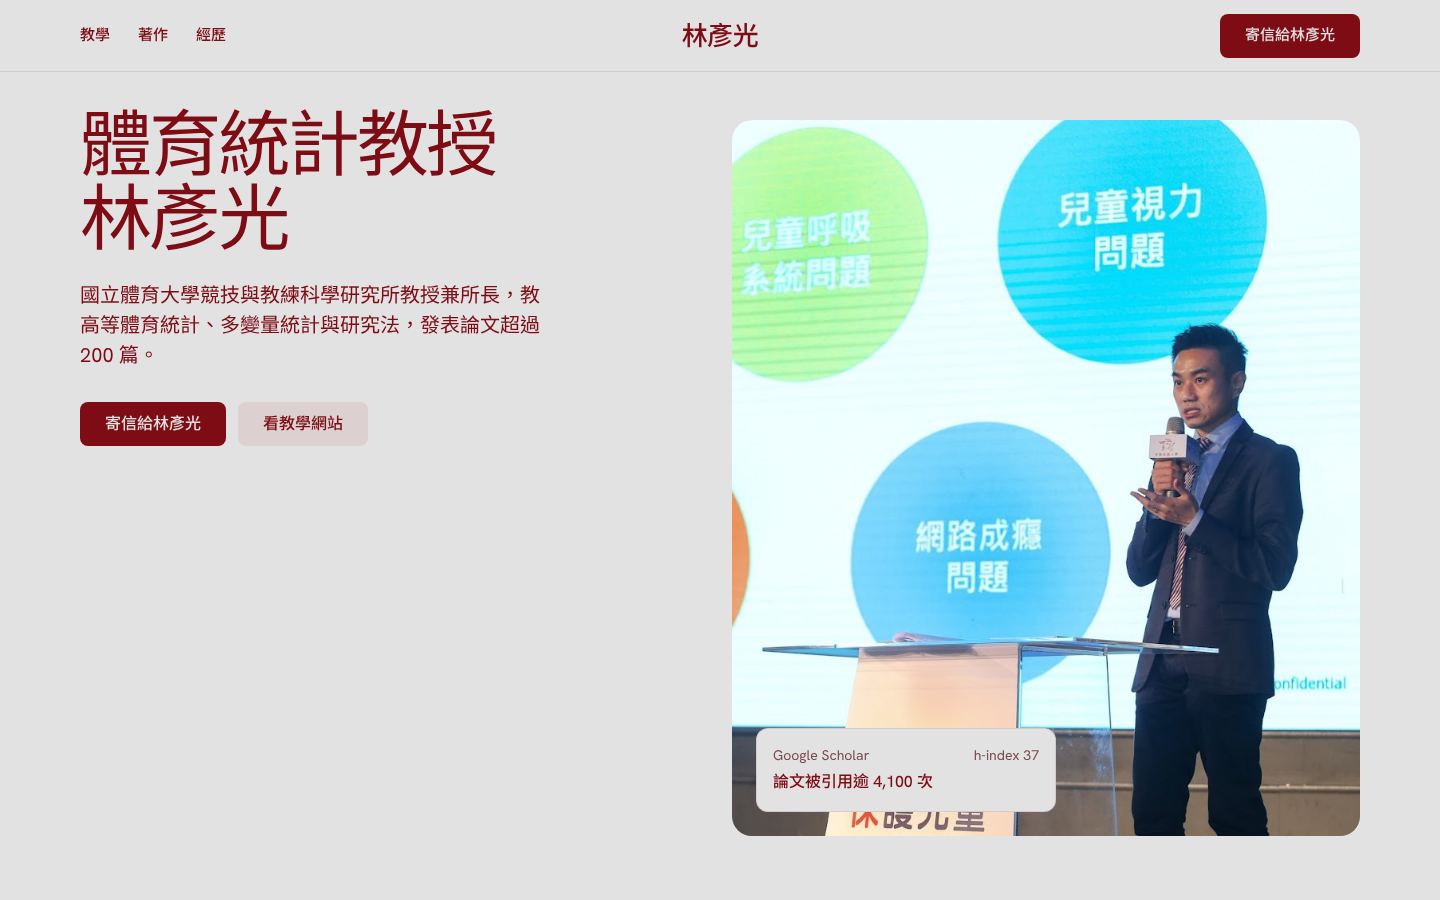 教學
著作
經歷
林彥光
寄信給林彥光
體育統計教授
林彥光
國立體育大學競技與教練科學研究所教授兼所長，教
高等體育統計、多變量統計與研究法，發表論文超過
200 篇。
寄信給林彥光
看教學網站
兒童呼吸
系統問題
兒童視力
問題
網路成癮
問題
onfidential
Google Scholar
h-index 37
論文被引用逾 4,100 次